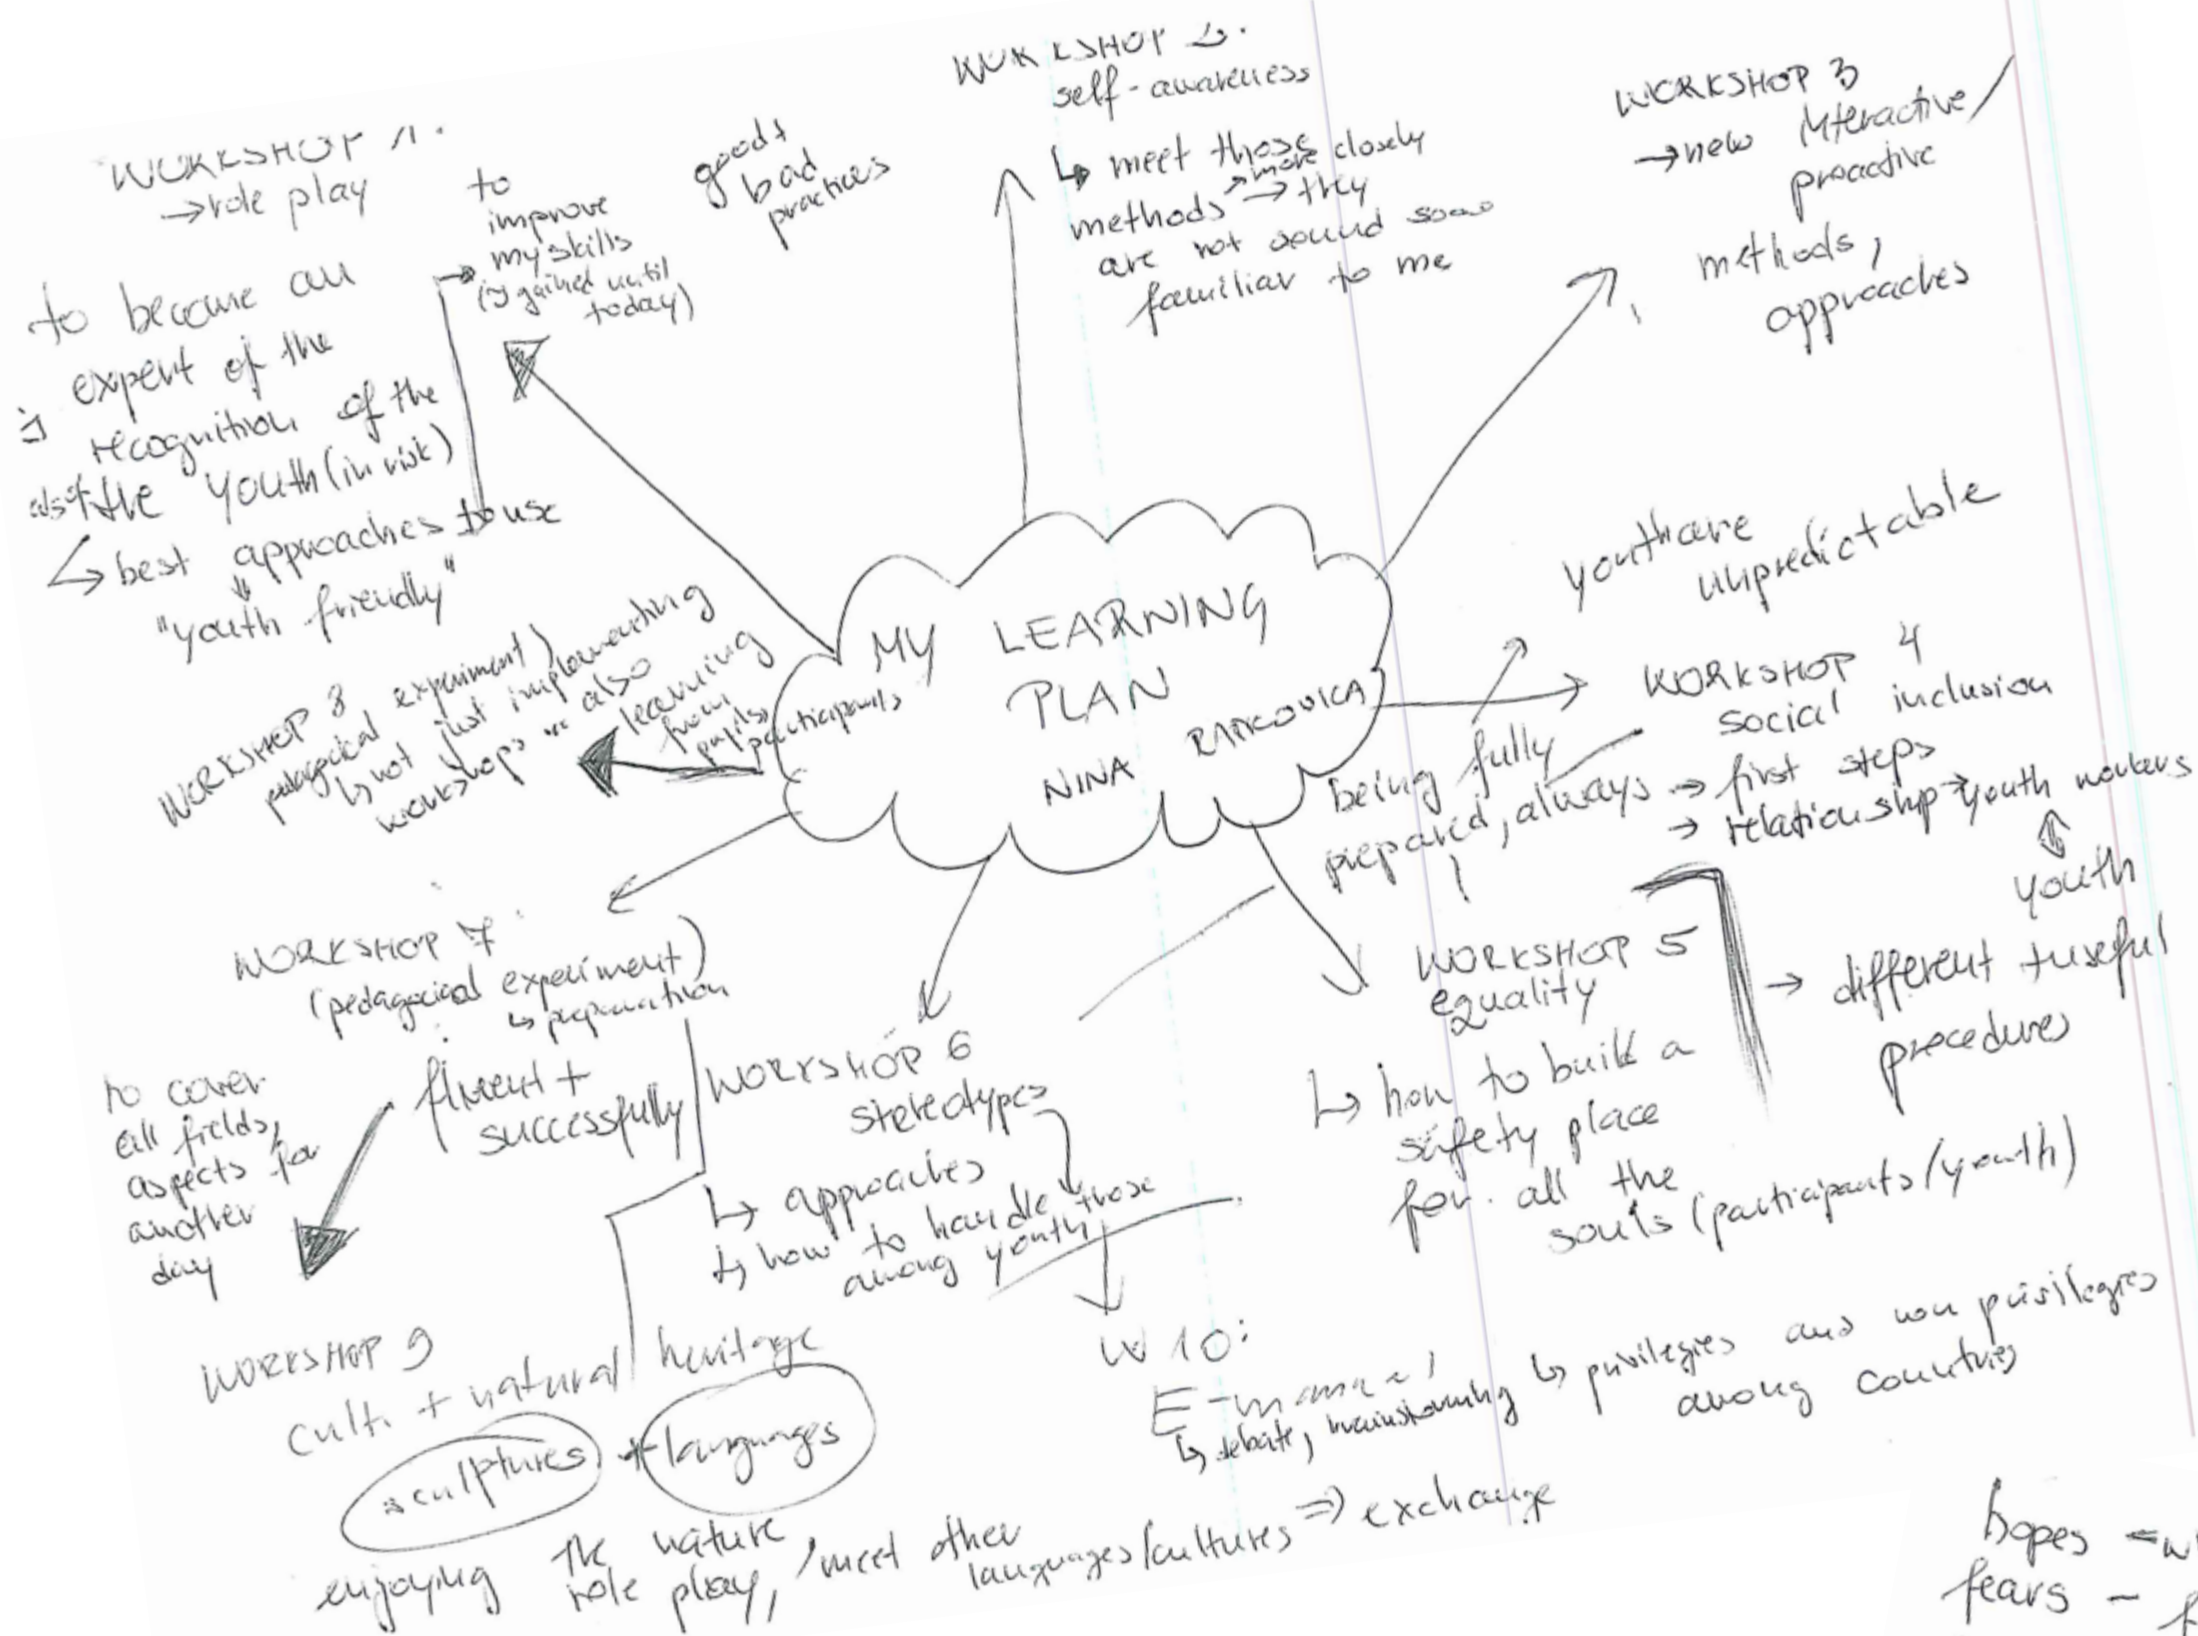 WORKSHOP 1.
→ role play
to become an
expert of the
recognition of the
the youth (in risk)
↳ best approaches to use
"youth friendly"
to
improve
my skills
gained until
today)
goods
bad
practices
WORKSHOP 2.
self-awareness
↳ meet those
more closely
methods → they
are not sound
familiar to me
WORKSHOP 3
→ new interactive/
proactive
methods,
approaches
MY LEARNING
PLAN
NINA
youth are
unpredictable
WORKSHOP 4
social inclusion
→ first steps
→ relationship → youth workers
youth
being fully
prepared, always
WORKSHOP 5
equality
↳ how to build a
safety place
for all the
souls (participants/youth)
→ different + useful
procedures
WORKSHOP 6
stereotypes
↳ approaches
↳ how to handle those
among youth
WORKSHOP 7
(pedagogical experiment)
↳ preparation
fluent +
successfully
to cover
all fields,
aspects for
another
day
WORKSHOP 8
pedagogical experiment)
↳ not just implementing
workshops ... also
learning
from
pupils,
participants
WORKSHOP 9
cult. + natural heritage
sculptures + languages
enjoying the nature
role play, meet other
languages/cultures ⇒ exchange
W 10:
↳ debate,
↳ privilegies and non privilegies
among countries
hopes
fears –